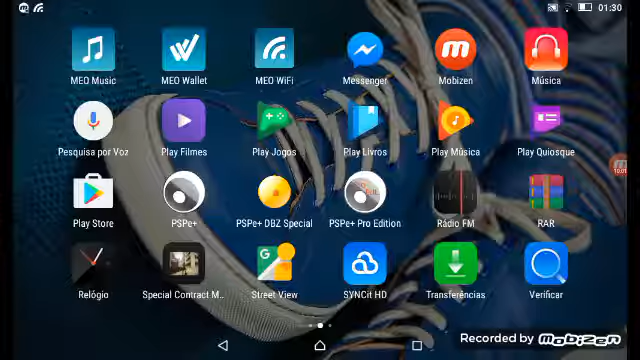 01:30
MEO Music
MEO Wallet
MEO WiFi
Messenger
Mobizen
Música
Pesquisa por Voz
Play Filmes
Play Jogos
Play Livros
Play Música
Play Quiosque
10:01
Play Store
PSPe+
PSPe+ DBZ Special
PSPe+ Pro Edition
Rádio FM
RAR
Relógio
Special Contract M..
Street View
SYNCit HD
Transferências
Verificar
Recorded by Mobizen